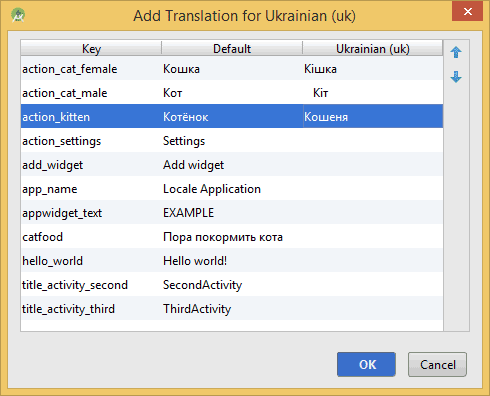 Add Translation for Ukrainian (uk)
Key Default Ukrainian (uk)
action_cat_female Кошка Кішка
action_cat_male Кот Кіт
action_kitten Котёнок Кошеня
action_settings Settings
add_widget Add widget
app_name Locale Application
appwidget_text EXAMPLE
catfood Пора покормить кота
hello_world Hello world!
title_activity_second SecondActivity
title_activity_third ThirdActivity
OK Cancel